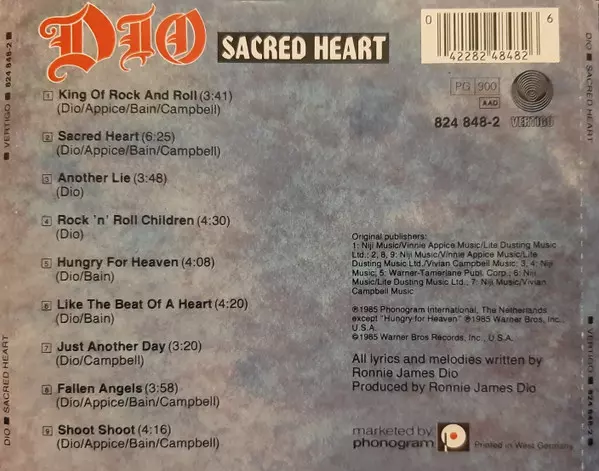 DIO
SACRED HEART
0 42282 48482 6
PG 900
AAD
824 848-2
VERTIGO
1 King Of Rock And Roll (3:41)
(Dio/Appice/Bain/Campbell)
2 Sacred Heart (6:25)
(Dio/Appice/Bain/Campbell)
3 Another Lie (3:48)
(Dio)
4 Rock 'n' Roll Children (4:30)
(Dio)
5 Hungry For Heaven (4:08)
(Dio/Bain)
6 Like The Beat Of A Heart (4:20)
(Dio/Bain)
7 Just Another Day (3:20)
(Dio/Campbell)
8 Fallen Angels (3:58)
(Dio/Appice/Bain/Campbell)
9 Shoot Shoot (4:16)
(Dio/Appice/Bain/Campbell)
Original publishers:
1: Niji Music/Vinnie Appice Music/Lite Dusting Music
Ltd.; 2, 8, 9: Niji Music/Vinnie Appice Music/Lite
Dusting Music Ltd./Vivian Campbell Music; 3, 4: Niji
Music; 5: Warner-Tamerlane Publ. Corp.; 6: Niji
Music/Lite Dusting Music Ltd.; 7: Niji Music/Vivian
Campbell Music
℗1985 Phonogram International, The Netherlands
except "Hungry for Heaven" ℗1985 Warner Bros, Inc.,
U.S.A.
©1985 Warner Bros Records, Inc., U.S.A.
All lyrics and melodies written by
Ronnie James Dio
Produced by Ronnie James Dio
marketed by
phonogram
Printed in West Germany
DIO ■ SACRED HEART ■ VERTIGO ■ 824 848-2 ■
DIO ■ SACRED HEART ■ VERTIGO ■ 824 848-2 ■